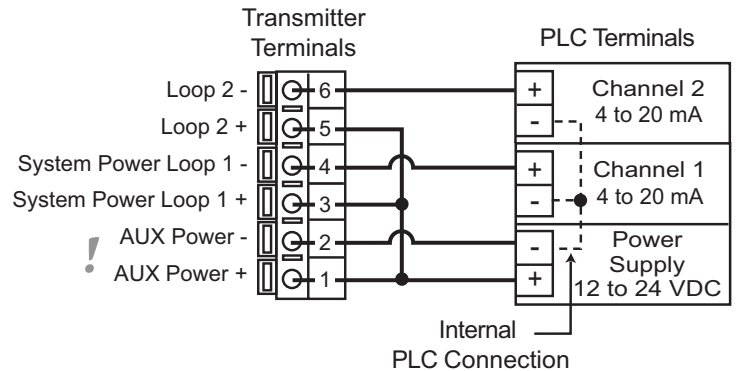 Transmitter
Terminals
PLC Terminals
Loop 2 -
6
+
Channel 2
4 to 20 mA
Loop 2 +
5
-
System Power Loop 1 -
4
+
Channel 1
4 to 20 mA
System Power Loop 1 +
3
-
! AUX Power -
2
-
Power
Supply
12 to 24 VDC
AUX Power +
1
+
Internal
PLC Connection